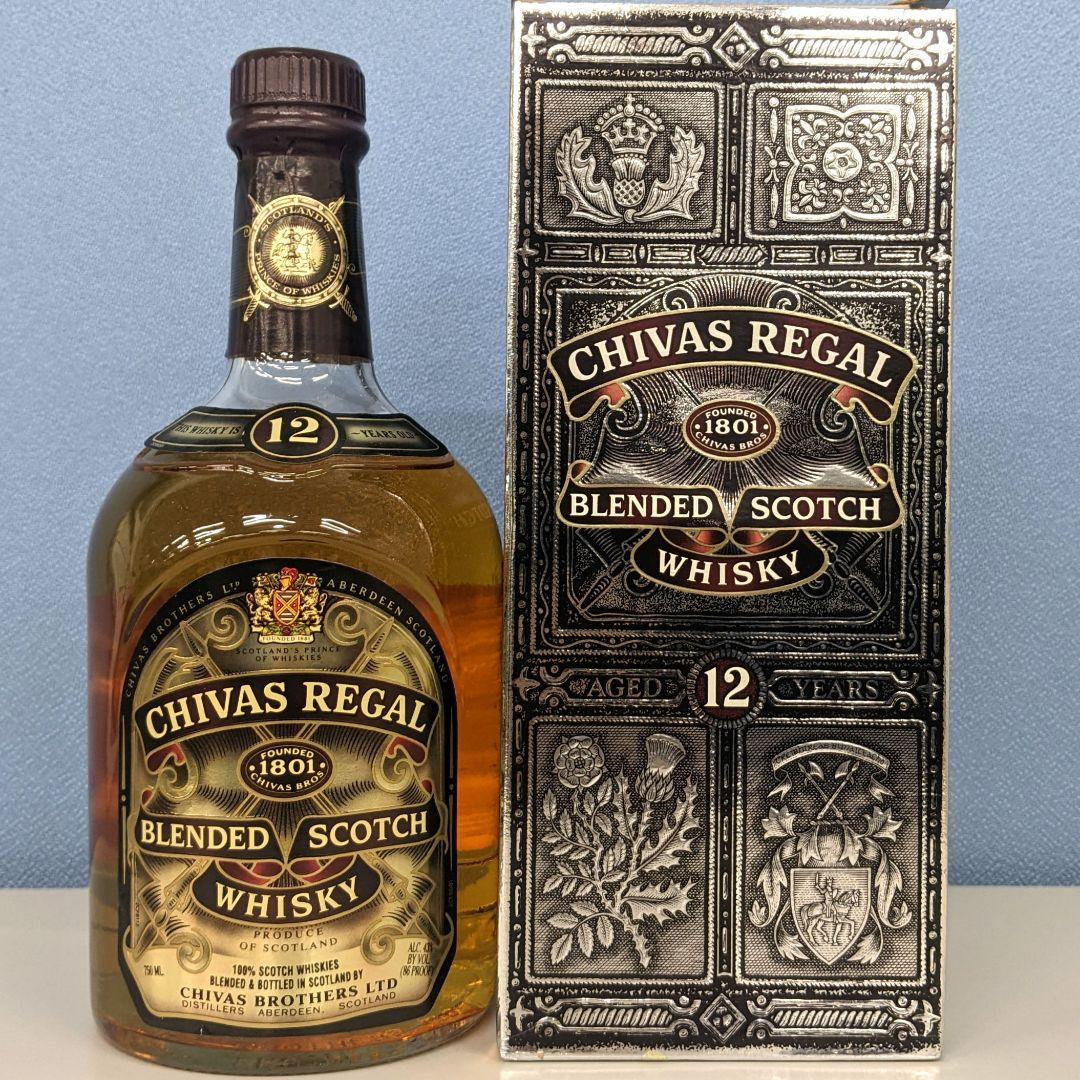 SCOTLAND'S
PRINCE OF WHISKIES
THIS WHISKY IS 12 YEARS OLD
CHIVAS BROTHERS LTD ABERDEEN SCOTLAND
SCOTLAND'S PRINCE
OF WHISKIES
CHIVAS REGAL
FOUNDED
1801
CHIVAS BROS
BLENDED SCOTCH
WHISKY
PRODUCE
OF SCOTLAND
750 ML.
ALC. 43%
BY VOL.
(86 PROOF)
100% SCOTCH WHISKIES
BLENDED & BOTTLED IN SCOTLAND BY
CHIVAS BROTHERS LTD
DISTILLERS ABERDEEN, SCOTLAND
CHIVAS REGAL
FOUNDED
1801
CHIVAS BROS
BLENDED SCOTCH
WHISKY
AGED 12 YEARS